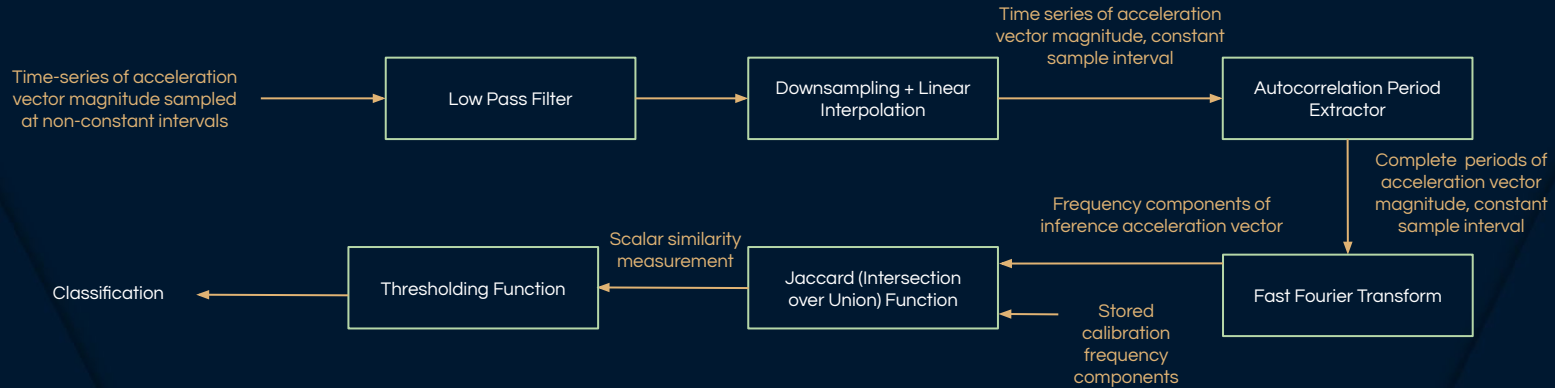 Time-series of acceleration
vector magnitude sampled
at non-constant intervals
Low Pass Filter
Downsampling + Linear
Interpolation
Time series of acceleration
vector magnitude, constant
sample interval
Autocorrelation Period
Extractor
Complete periods of
acceleration vector
magnitude, constant
sample interval
Fast Fourier Transform
Frequency components of
inference acceleration vector
Stored
calibration
frequency
components
Jaccard (Intersection
over Union) Function
Scalar similarity
measurement
Thresholding Function
Classification